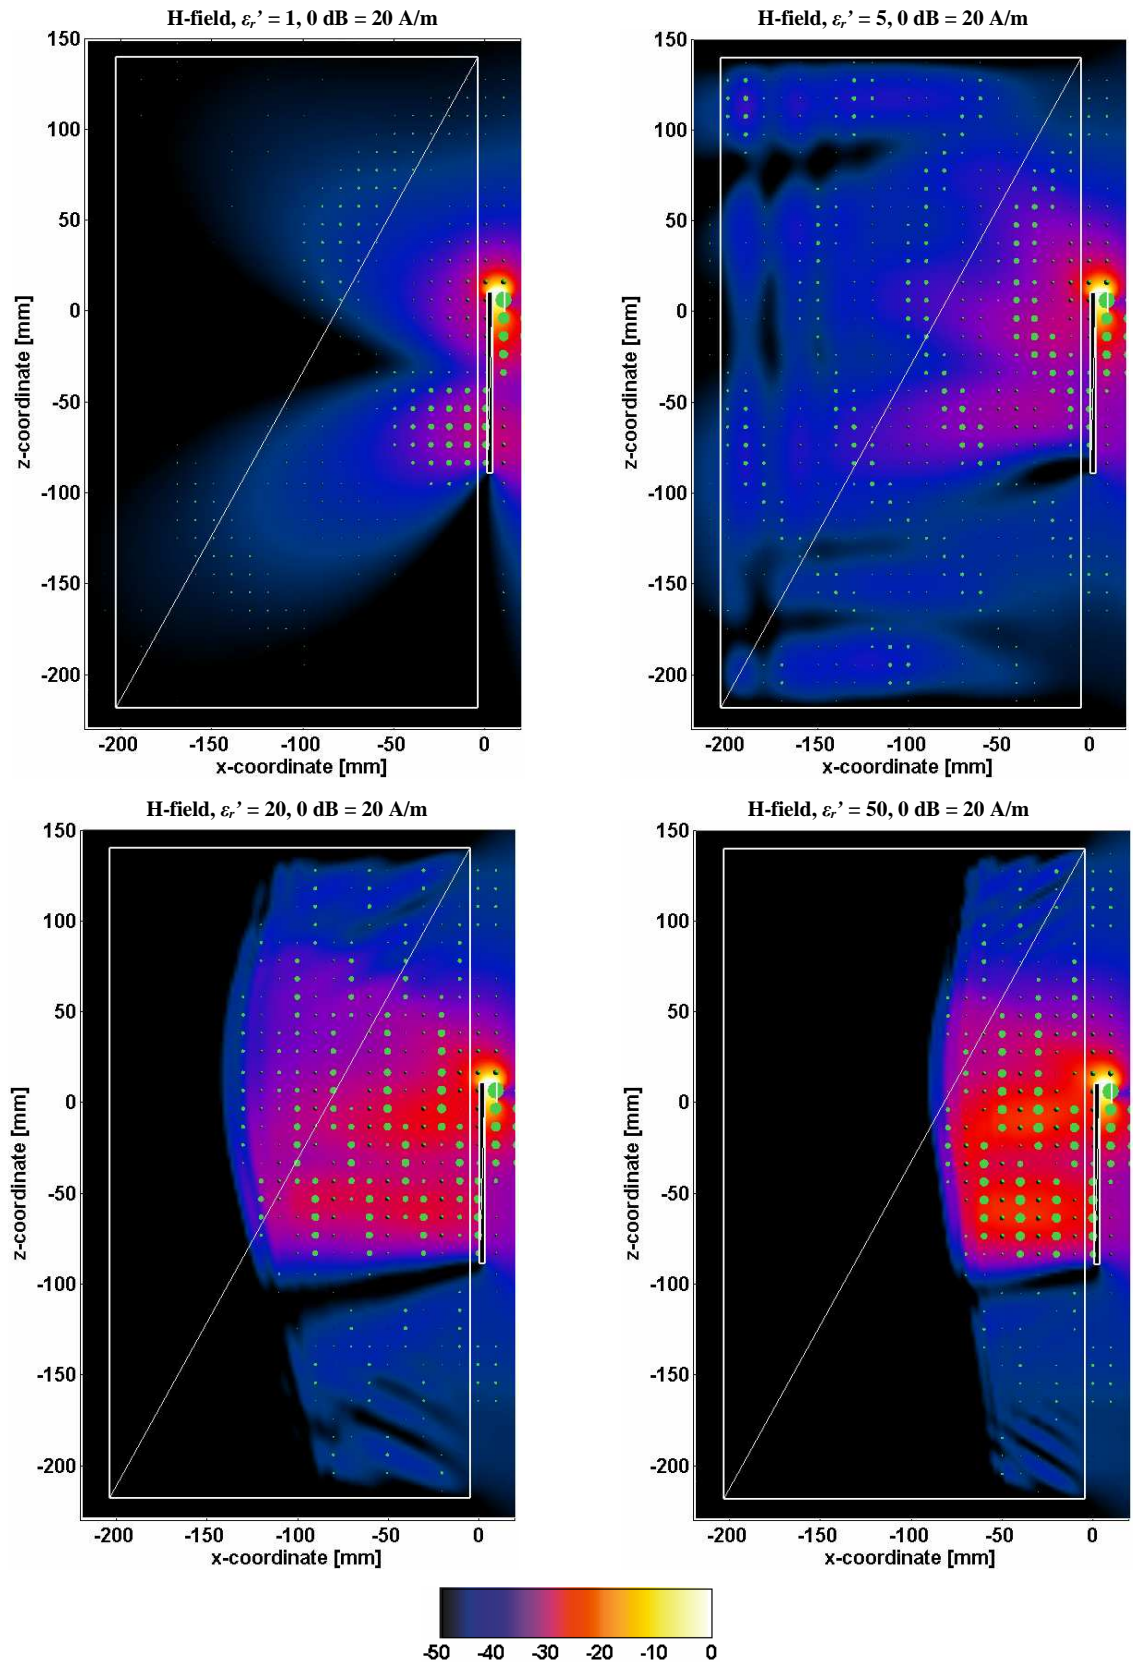 H-field, εr’ = 1, 0 dB = 20 A/m
H-field, εr’ = 5, 0 dB = 20 A/m
150
100
50
0
-50
-100
-150
-200
z-coordinate [mm]
-200 -150 -100 -50 0
x-coordinate [mm]
150
100
50
0
-50
-100
-150
-200
z-coordinate [mm]
-200 -150 -100 -50 0
x-coordinate [mm]
H-field, εr’ = 20, 0 dB = 20 A/m
H-field, εr’ = 50, 0 dB = 20 A/m
150
100
50
0
-50
-100
-150
-200
z-coordinate [mm]
-200 -150 -100 -50 0
x-coordinate [mm]
150
100
50
0
-50
-100
-150
-200
z-coordinate [mm]
-200 -150 -100 -50 0
x-coordinate [mm]
-50 -40 -30 -20 -10 0